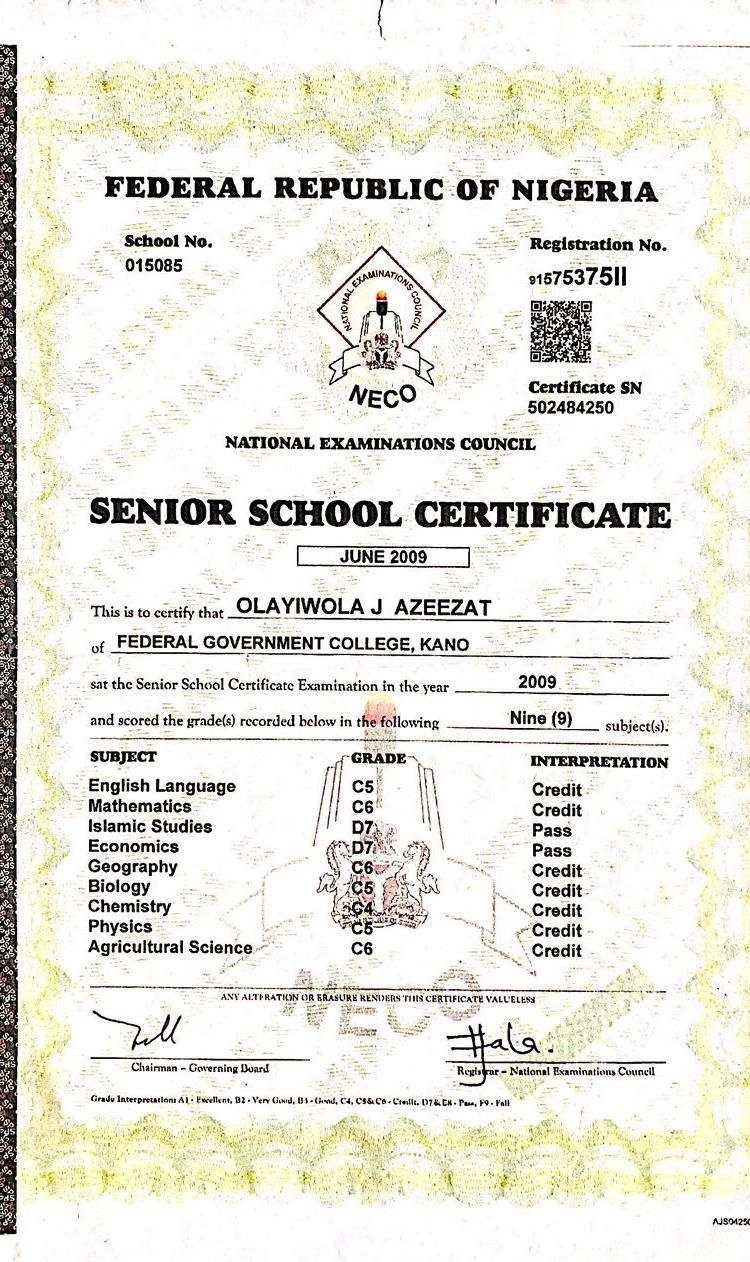 FEDERAL REPUBLIC OF NIGERIA
School No.
015085
NATIONAL EXAMINATIONS COUNCIL
NECO
Registration No.
91575375II
Certificate SN
502484250
NATIONAL EXAMINATIONS COUNCIL
SENIOR SCHOOL CERTIFICATE
JUNE 2009
This is to certify that OLAYIWOLA J AZEEZAT
of FEDERAL GOVERNMENT COLLEGE, KANO
sat the Senior School Certificate Examination in the year 2009
and scored the grade(s) recorded below in the following Nine (9) subject(s).
SUBJECT GRADE INTERPRETATION
English Language C5 Credit
Mathematics C6 Credit
Islamic Studies D7 Pass
Economics D7 Pass
Geography C6 Credit
Biology C5 Credit
Chemistry C4 Credit
Physics C5 Credit
Agricultural Science C6 Credit
NECO
ANY ALTERATION OR ERASURE RENDERS THIS CERTIFICATE VALUELESS
Chairman - Governing Board
Registrar - National Examinations Council
Grade Interpretation: A1 - Excellent, B2 - Very Good, B3 - Good, C4, C5 & C6 - Credit, D7 & E8 - Pass, F9 - Fail